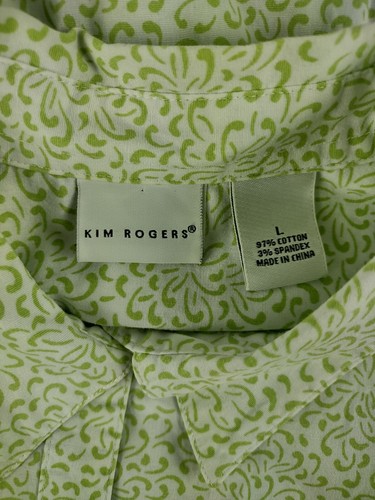 KIM ROGERS®
L
97% COTTON
3% SPANDEX
MADE IN CHINA